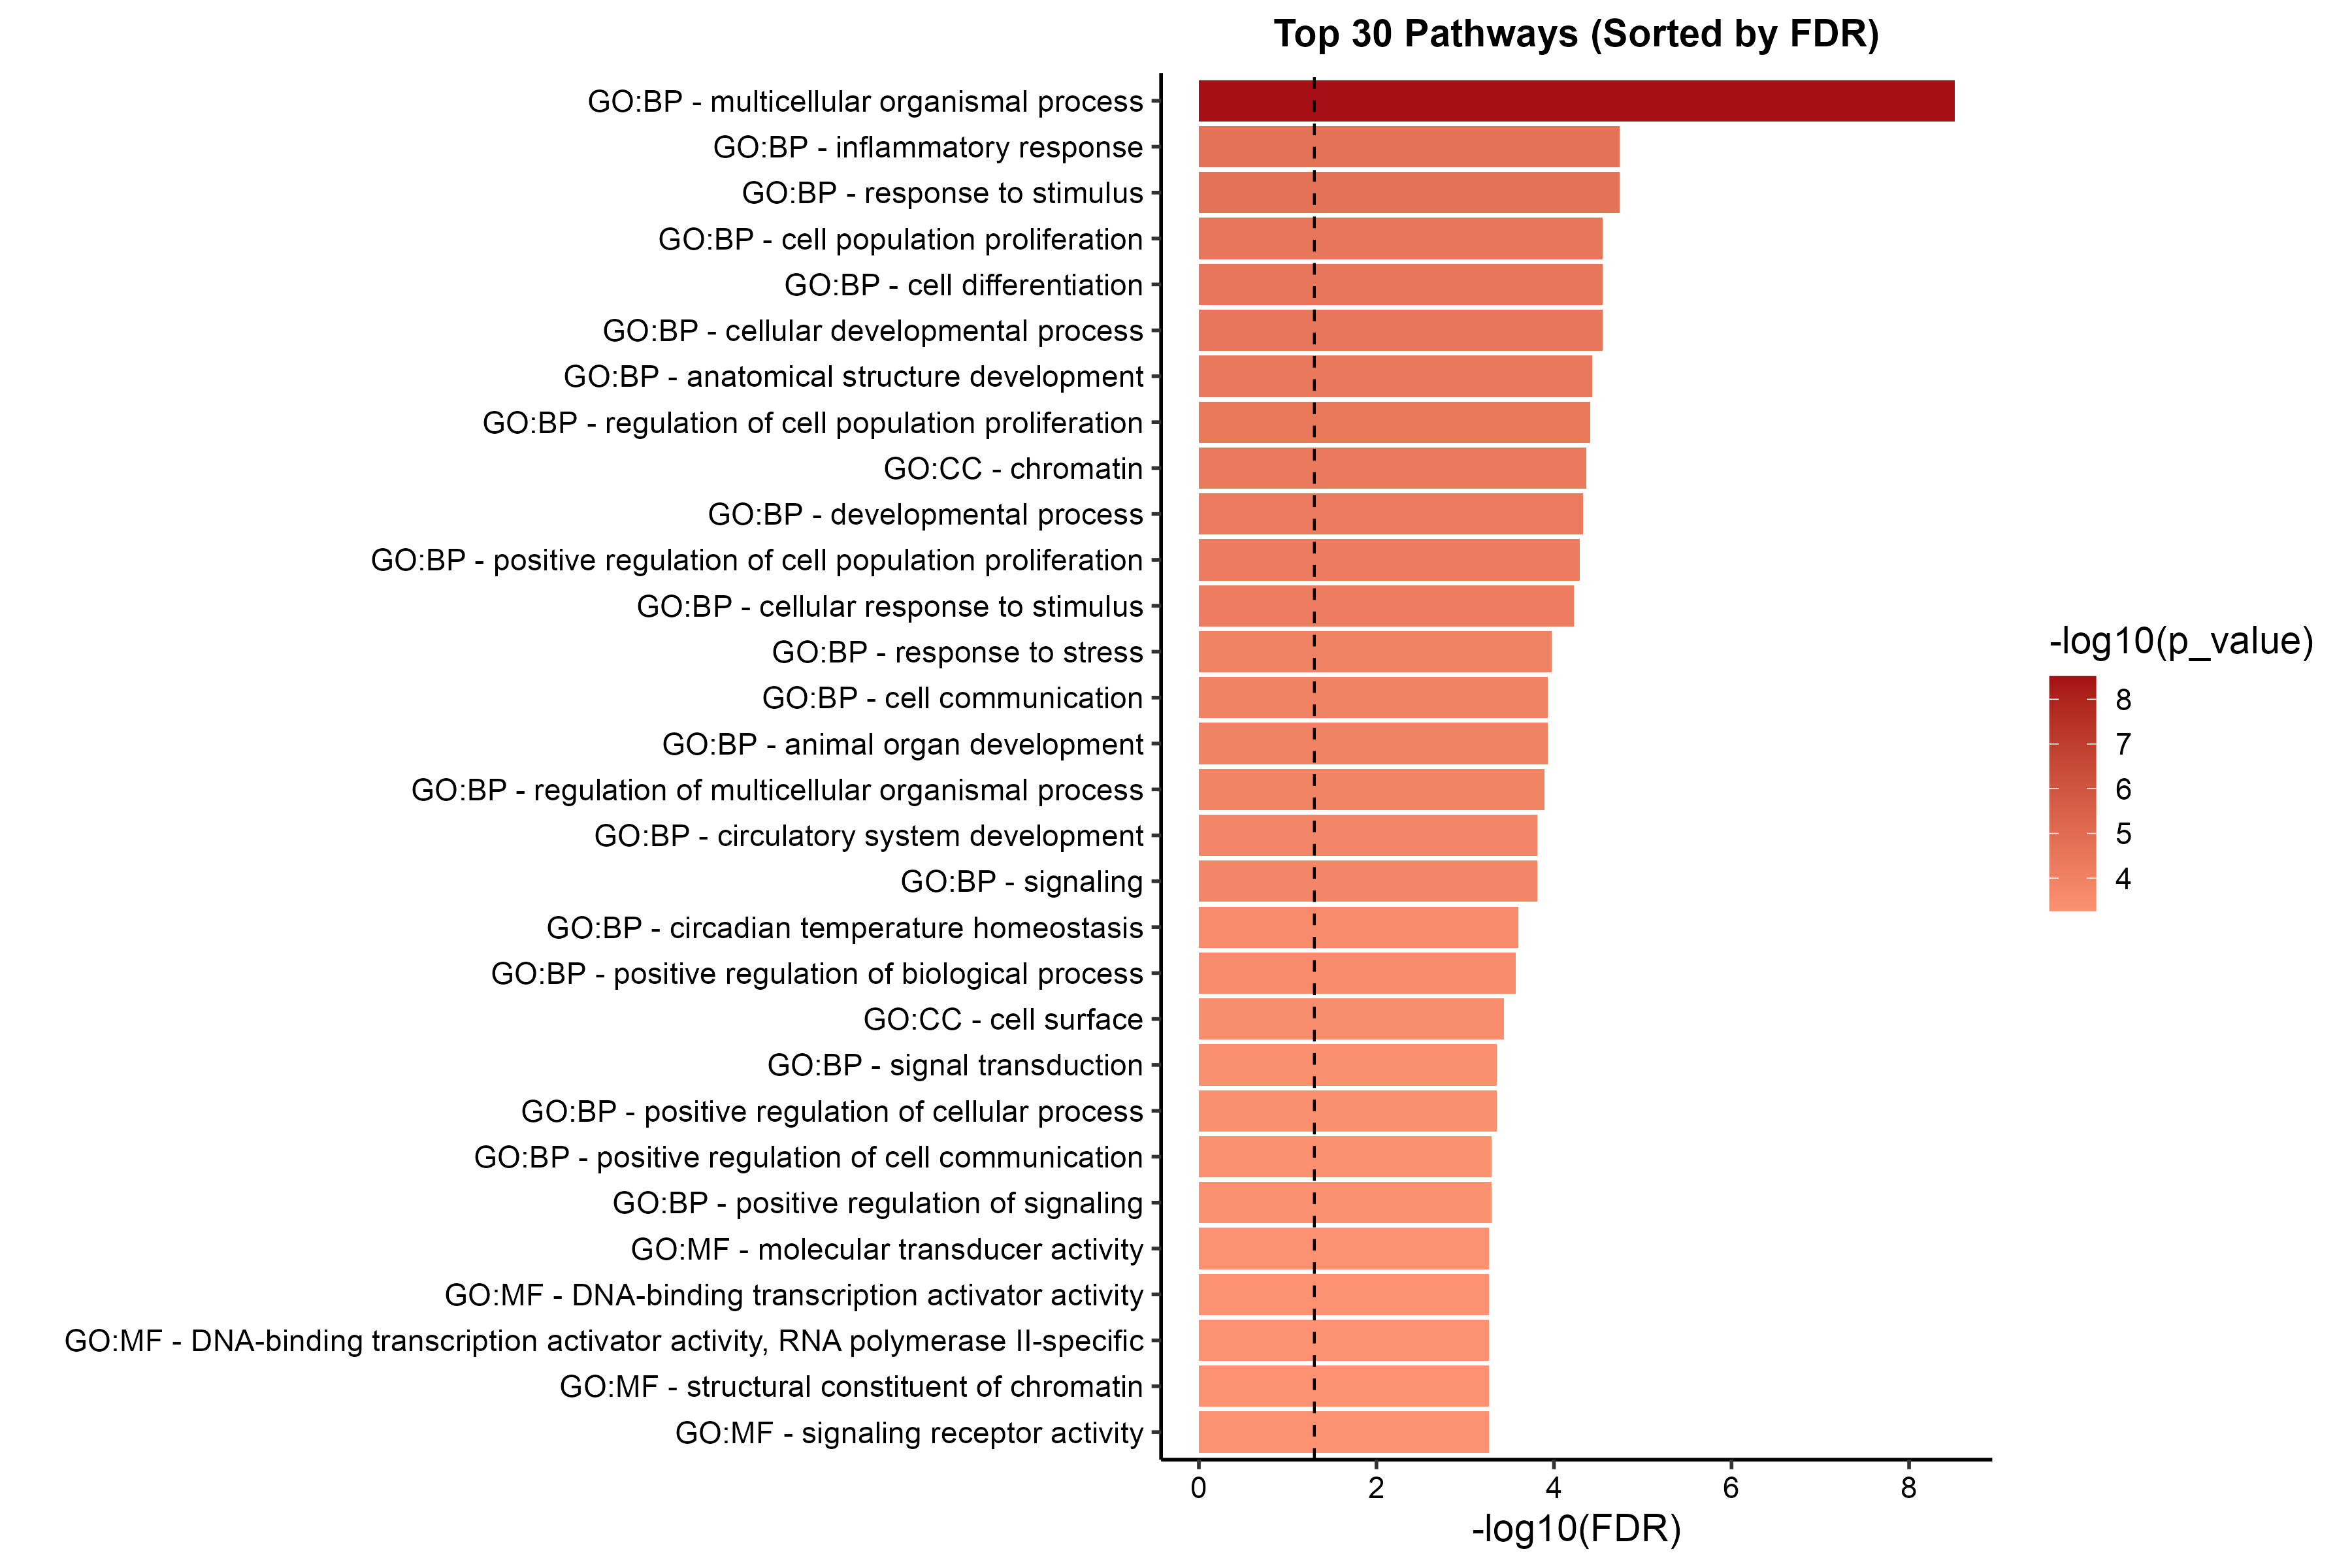 Top 30 Pathways (Sorted by FDR)
GO:BP - multicellular organismal process
GO:BP - inflammatory response
GO:BP - response to stimulus
GO:BP - cell population proliferation
GO:BP - cell differentiation
GO:BP - cellular developmental process
GO:BP - anatomical structure development
GO:BP - regulation of cell population proliferation
GO:CC - chromatin
GO:BP - developmental process
GO:BP - positive regulation of cell population proliferation
GO:BP - cellular response to stimulus
GO:BP - response to stress
GO:BP - cell communication
GO:BP - animal organ development
GO:BP - regulation of multicellular organismal process
GO:BP - circulatory system development
GO:BP - signaling
GO:BP - circadian temperature homeostasis
GO:BP - positive regulation of biological process
GO:CC - cell surface
GO:BP - signal transduction
GO:BP - positive regulation of cellular process
GO:BP - positive regulation of cell communication
GO:BP - positive regulation of signaling
GO:MF - molecular transducer activity
GO:MF - DNA-binding transcription activator activity
GO:MF - DNA-binding transcription activator activity, RNA polymerase II-specific
GO:MF - structural constituent of chromatin
GO:MF - signaling receptor activity
0 2 4 6 8
-log10(FDR)
-log10(p_value)
8
7
6
5
4